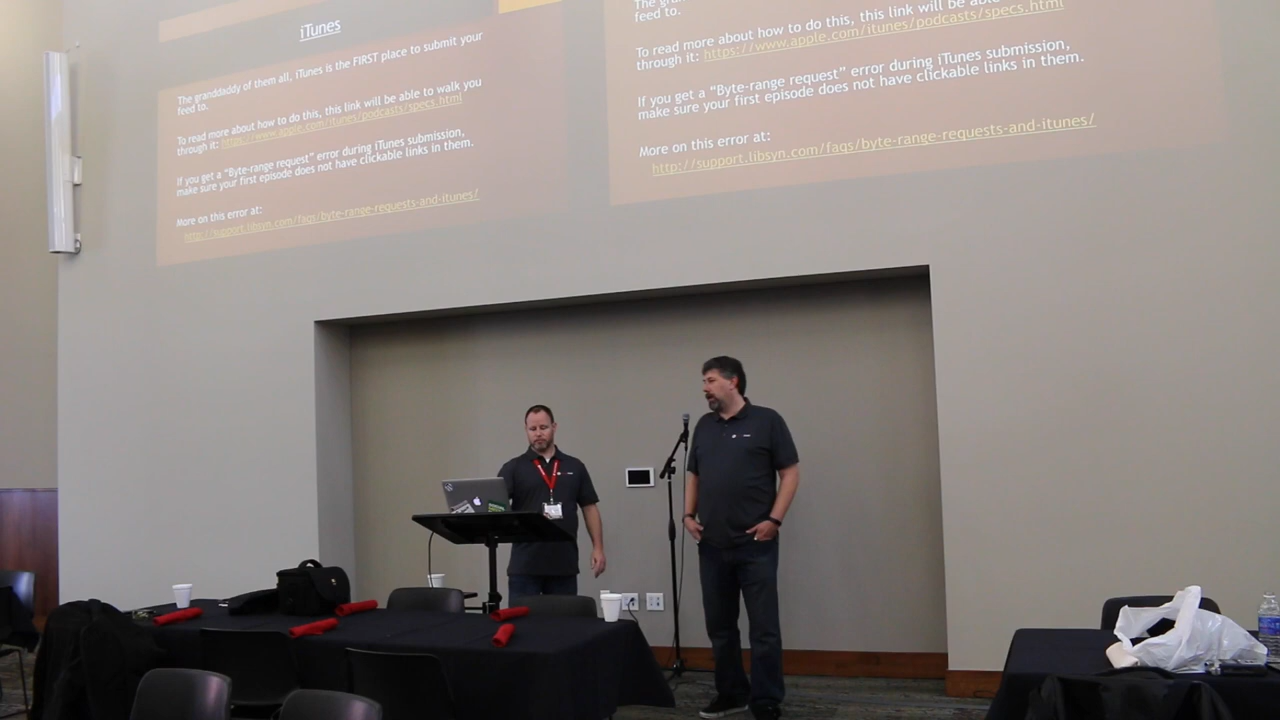 iTunes
The granddaddy of them all, iTunes is the FIRST place to submit your
feed to.
To read more about how to do this, this link will be able to walk you
through it: https://www.apple.com/itunes/podcasts/specs.html
If you get a “Byte-range request” error during iTunes submission,
make sure your first episode does not have clickable links in them.
More on this error at:
http://support.libsyn.com/faqs/byte-range-requests-and-itunes/
feed to.
To read more about how to do this, this link will be
through it: https://www.apple.com/itunes/podcasts/specs.html
If you get a “Byte-range request” error during iTunes submission,
make sure your first episode does not have clickable links in them.
More on this error at:
http://support.libsyn.com/faqs/byte-range-requests-and-itunes/